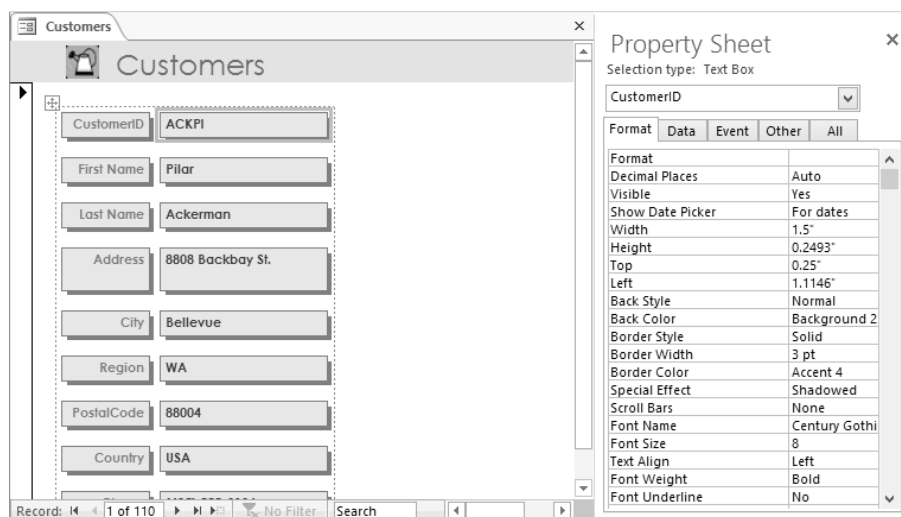 Customers
Customers
CustomerID ACKPI
First Name Pilar
Last Name Ackerman
Address 8808 Backbay St.
City Bellevue
Region WA
PostalCode 88004
Country USA
Record: 1 of 110 No Filter Search
Property Sheet
Selection type: Text Box
CustomerID
Format Data Event Other All
Format
Decimal Places Auto
Visible Yes
Show Date Picker For dates
Width 1.5"
Height 0.2493"
Top 0.25"
Left 1.1146"
Back Style Normal
Back Color Background 2
Border Style Solid
Border Width 3 pt
Border Color Accent 4
Special Effect Shadowed
Scroll Bars None
Font Name Century Gothi
Font Size 8
Text Align Left
Font Weight Bold
Font Underline No